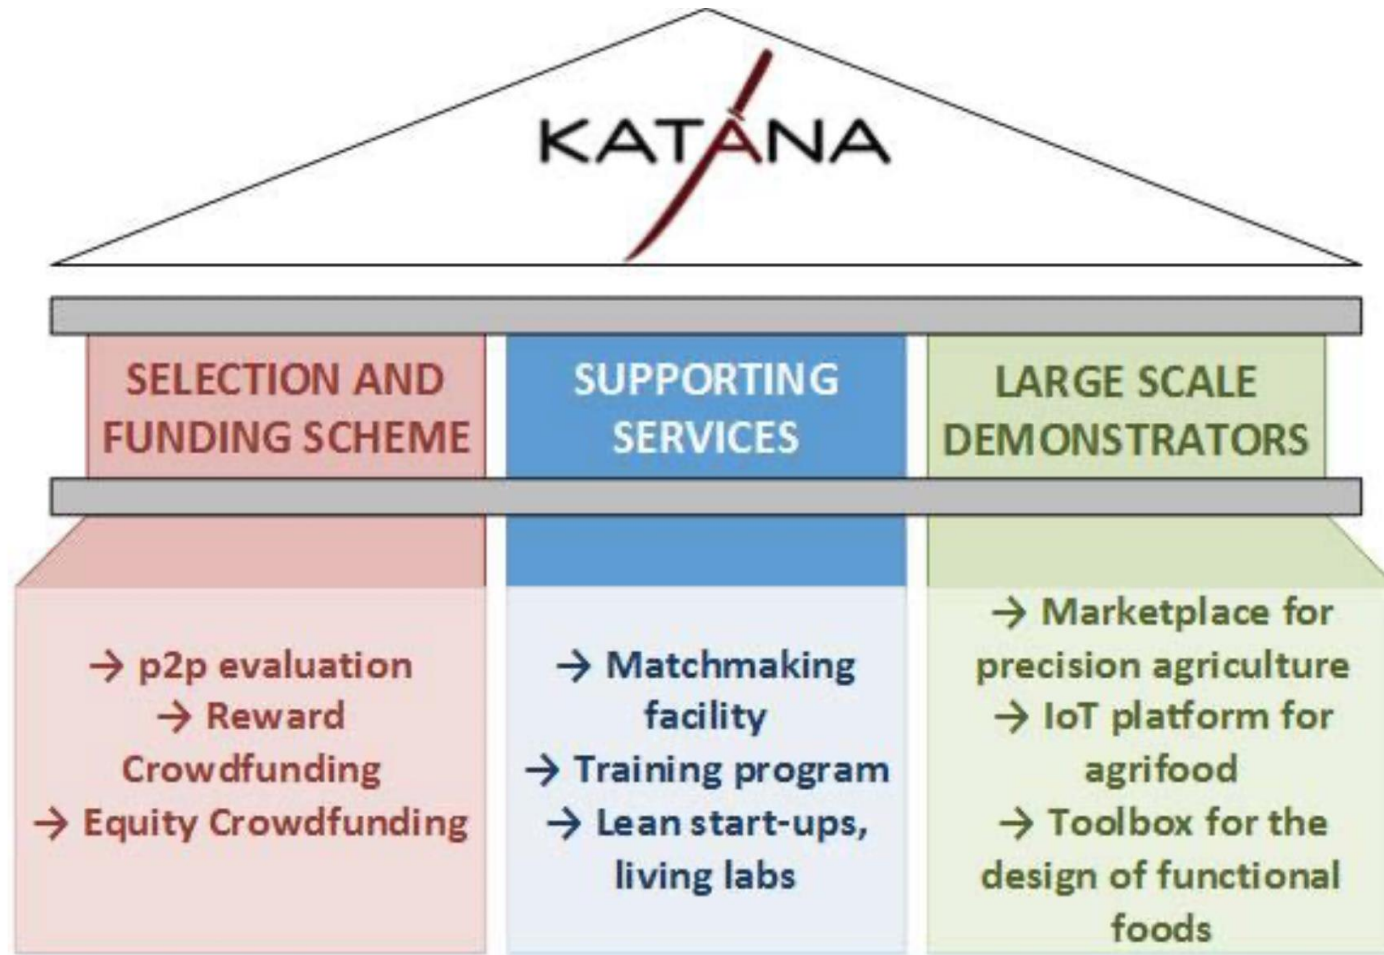 KATANA
SELECTION AND
FUNDING SCHEME
→ p2p evaluation
→ Reward
Crowdfunding
→ Equity Crowdfunding
SUPPORTING
SERVICES
→ Matchmaking
facility
→ Training program
→ Lean start-ups,
living labs
LARGE SCALE
DEMONSTRATORS
→ Marketplace for
precision agriculture
→ IoT platform for
agrifood
→ Toolbox for the
design of functional
foods